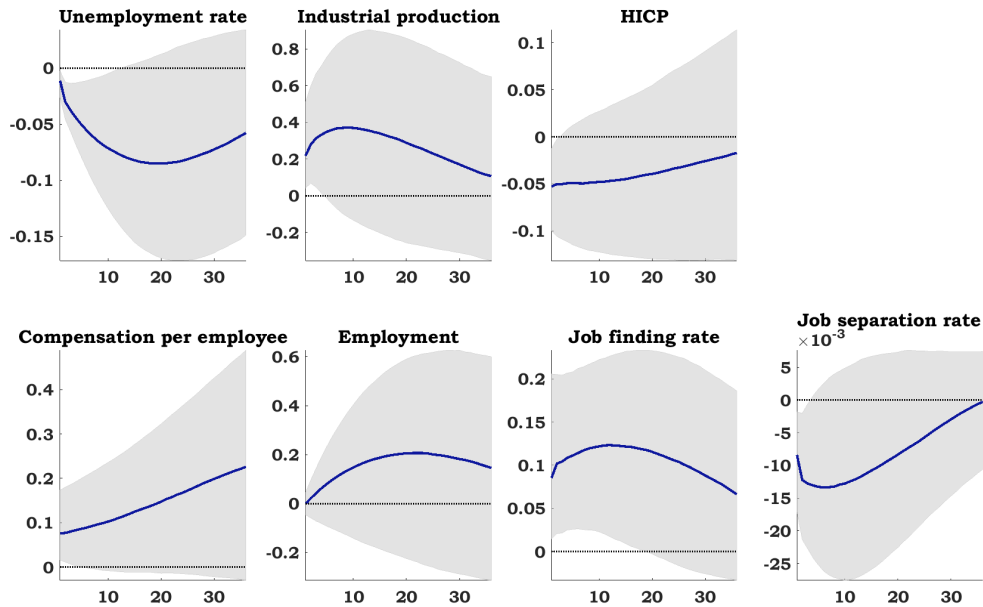 Unemployment rate
0
-0.05
-0.1
-0.15
10 20 30
Industrial production
0.8
0.6
0.4
0.2
0
-0.2
10 20 30
HICP
0.1
0.05
0
-0.05
-0.1
10 20 30
Compensation per employee
0.4
0.3
0.2
0.1
0
10 20 30
Employment
0.6
0.4
0.2
0
-0.2
10 20 30
Job finding rate
0.2
0.15
0.1
0.05
0
10 20 30
Job separation rate
×10⁻³
5
0
-5
-10
-15
-20
-25
10 20 30